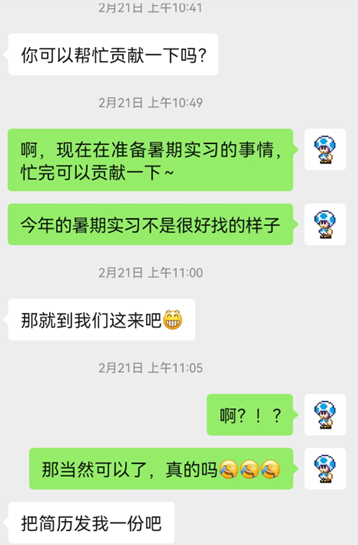 2月21日 上午10:41
你可以帮忙贡献一下吗?
2月21日 上午10:49
啊，现在在准备暑期实习的事情，
忙完可以贡献一下~
今年的暑期实习不是很好找的样子
2月21日 上午11:00
那就到我们这来吧😁
2月21日 上午11:05
啊？！？
那当然可以了，真的吗😂😂😂
把简历发我一份吧